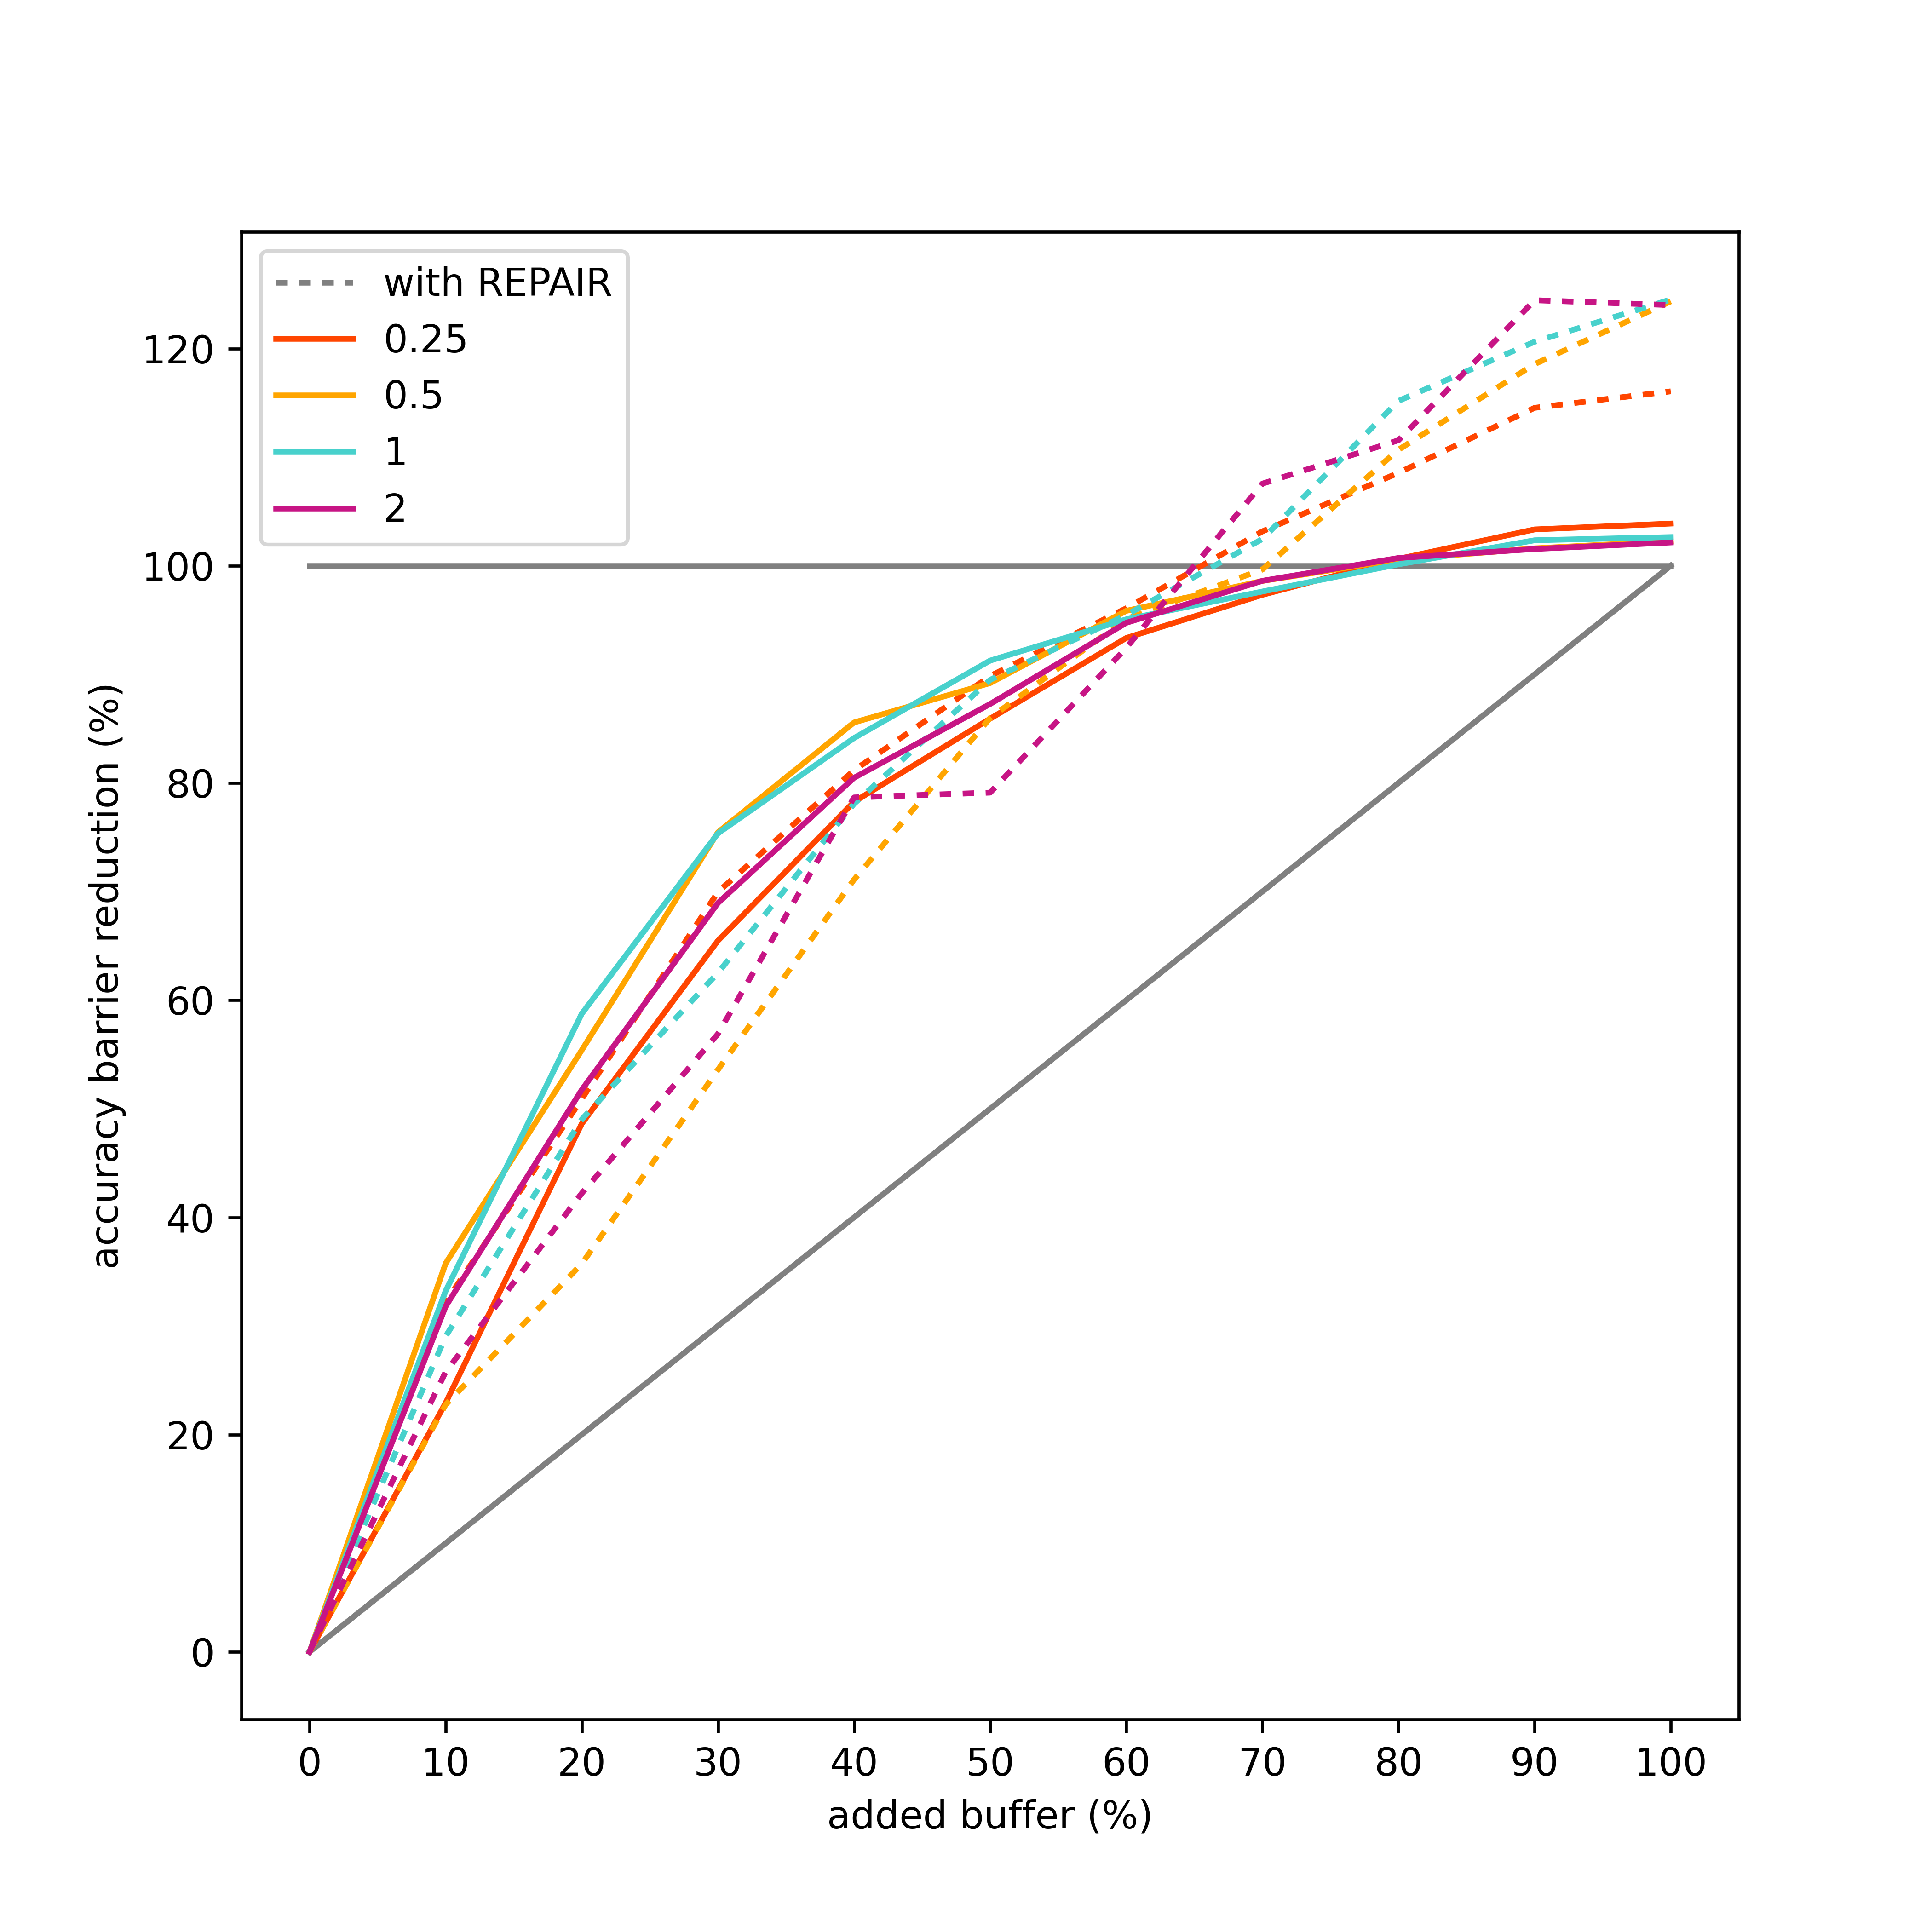 with REPAIR
0.25
0.5
1
2
120
100
80
60
40
20
0
accuracy barrier reduction (%)
0 10 20 30 40 50 60 70 80 90 100
added buffer (%)